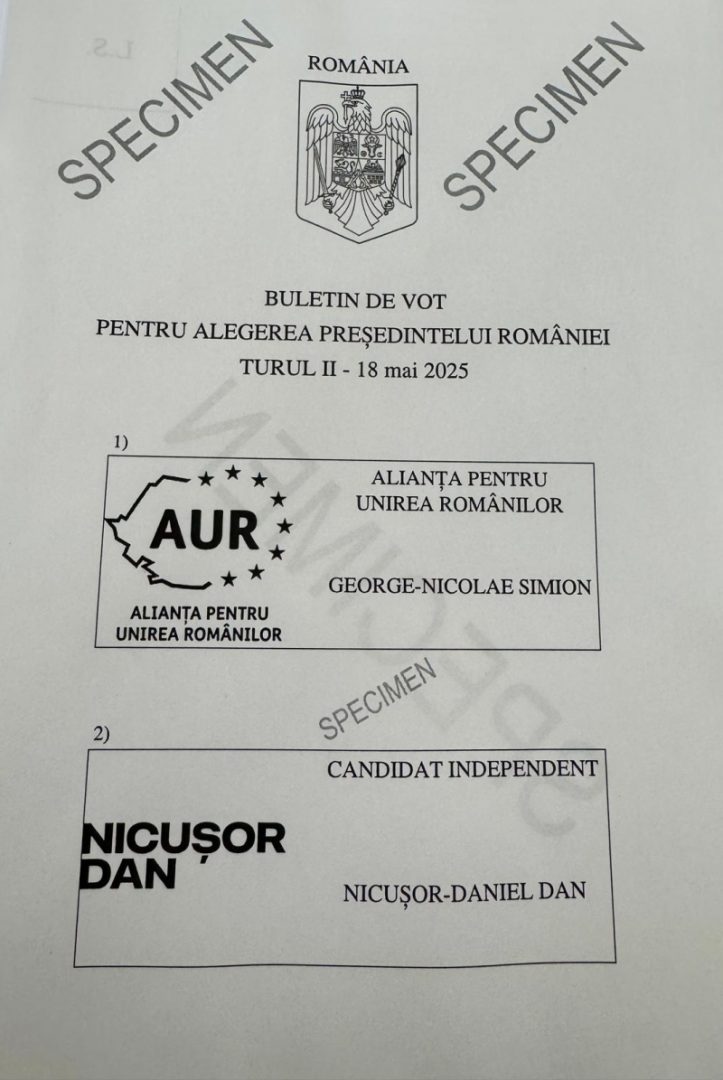 L.S.
SPECIMEN
SPECIMEN
ROMÂNIA
BULETIN DE VOT
PENTRU ALEGEREA PREȘEDINTELUI ROMÂNIEI
TURUL II - 18 mai 2025
SPECIMEN
1)
AUR
ALIANȚA PENTRU
UNIREA ROMÂNILOR
ALIANȚA PENTRU
UNIREA ROMÂNILOR
GEORGE-NICOLAE SIMION
SPECIMEN
2)
CANDIDAT INDEPENDENT
NICUȘOR
DAN
NICUȘOR-DANIEL DAN